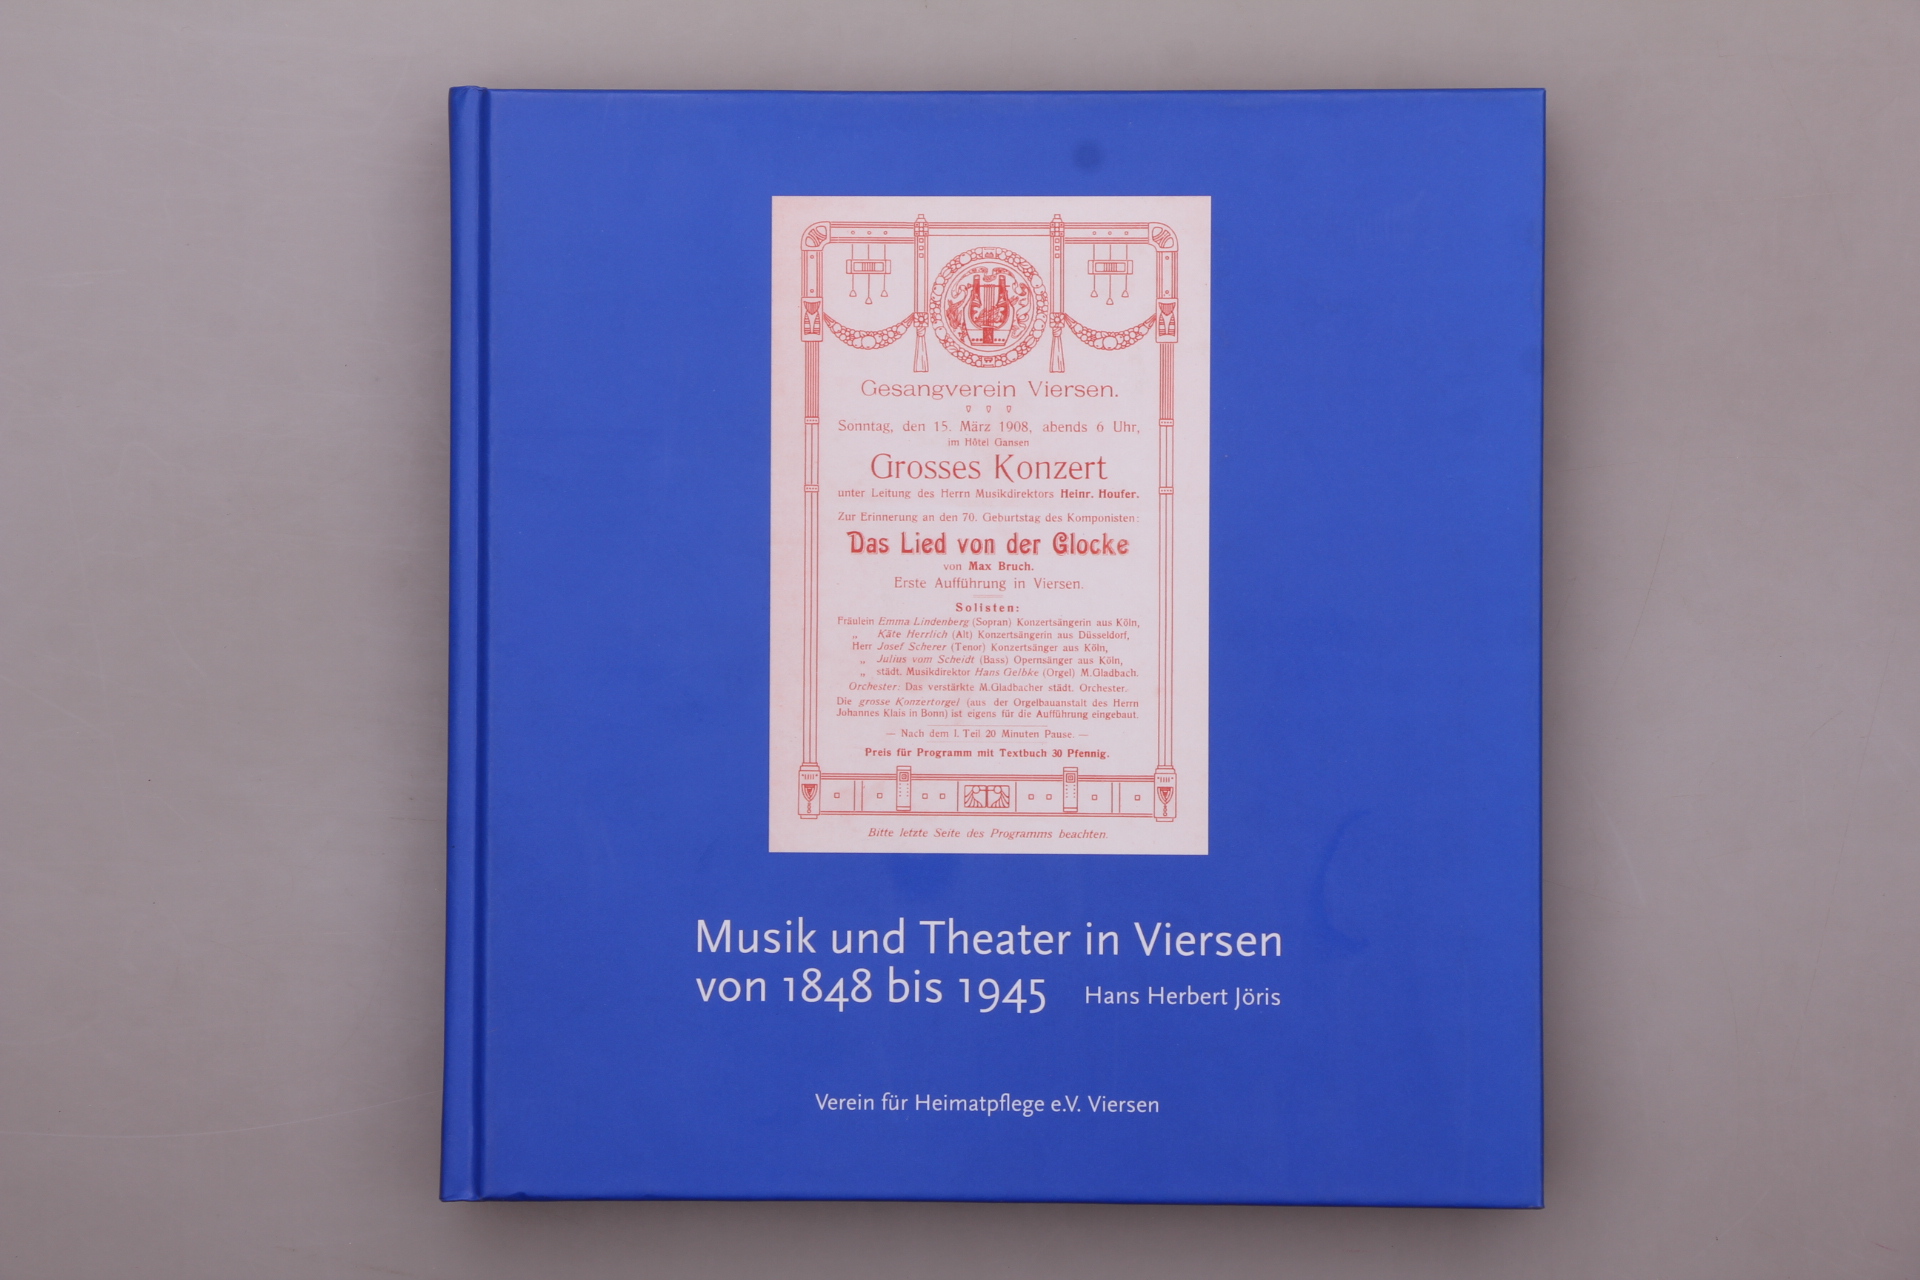 Gesangverein Viersen.
Sonntag, den 15. März 1908, abends 6 Uhr,
im Hôtel Gansen
Grosses Konzert
unter Leitung des Herrn Musikdirektors Heinr. Houfer.
Zur Erinnerung an den 70. Geburtstag des Komponisten:
Das Lied von der Glocke
von Max Bruch.
Erste Aufführung in Viersen.
Solisten:
Fräulein Emma Lindenberg (Sopran) Konzertsängerin aus Köln,
„ Käte Herrlich (Alt) Konzertsängerin aus Düsseldorf,
Herr Josef Scherer (Tenor) Konzertsänger aus Köln,
„ Julius vom Scheidt (Bass) Opernsänger aus Köln,
„ städt. Musikdirektor Hans Gelbke (Orgel) M.Gladbach.
Orchester: Das verstärkte M.Gladbacher städt. Orchester.
Die grosse Konzertorgel (aus der Orgelbauanstalt des Herrn
Johannes Klais in Bonn) ist eigens für die Aufführung eingebaut.
— Nach dem I. Teil 20 Minuten Pause. —
Preis für Programm mit Textbuch 30 Pfennig.
Bitte letzte Seite des Programms beachten.
Musik und Theater in Viersen
von 1848 bis 1945 Hans Herbert Jöris
Verein für Heimatpflege e.V. Viersen